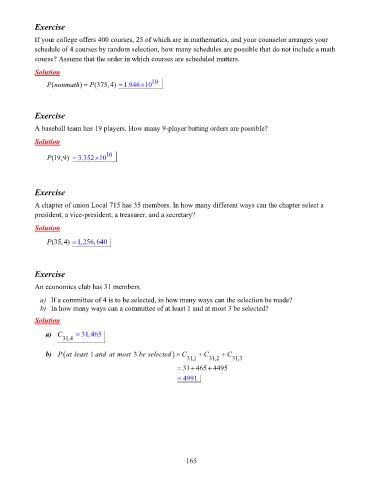 Exercise
If your college offers 400 courses, 25 of which are in mathematics, and your counselor arranges your
schedule of 4 courses by random selection, how many schedules are possible that do not include a math
course? Assume that the order in which courses are scheduled matters.
Solution
P(nonmath) = P(375,4) = 1.946×10^10
Exercise
A baseball team has 19 players. How many 9-player batting orders are possible?
Solution
P(19,9) = 3.352×10^10
Exercise
A chapter of union Local 715 has 35 members. In how many different ways can the chapter select a
president, a vice-president, a treasurer, and a secretary?
Solution
P(35,4) = 1,256,640
Exercise
An economics club has 31 members.
a) If a committee of 4 is to be selected, in how many ways can the selection be made?
b) In how many ways can a committee of at least 1 and at most 3 be selected?
Solution
a) C_{31,4} = 31,465
b) P(at least 1 and at most 3 be selected) = C_{31,1} + C_{31,2} + C_{31,3}
= 31 + 465 + 4495
= 4991
165